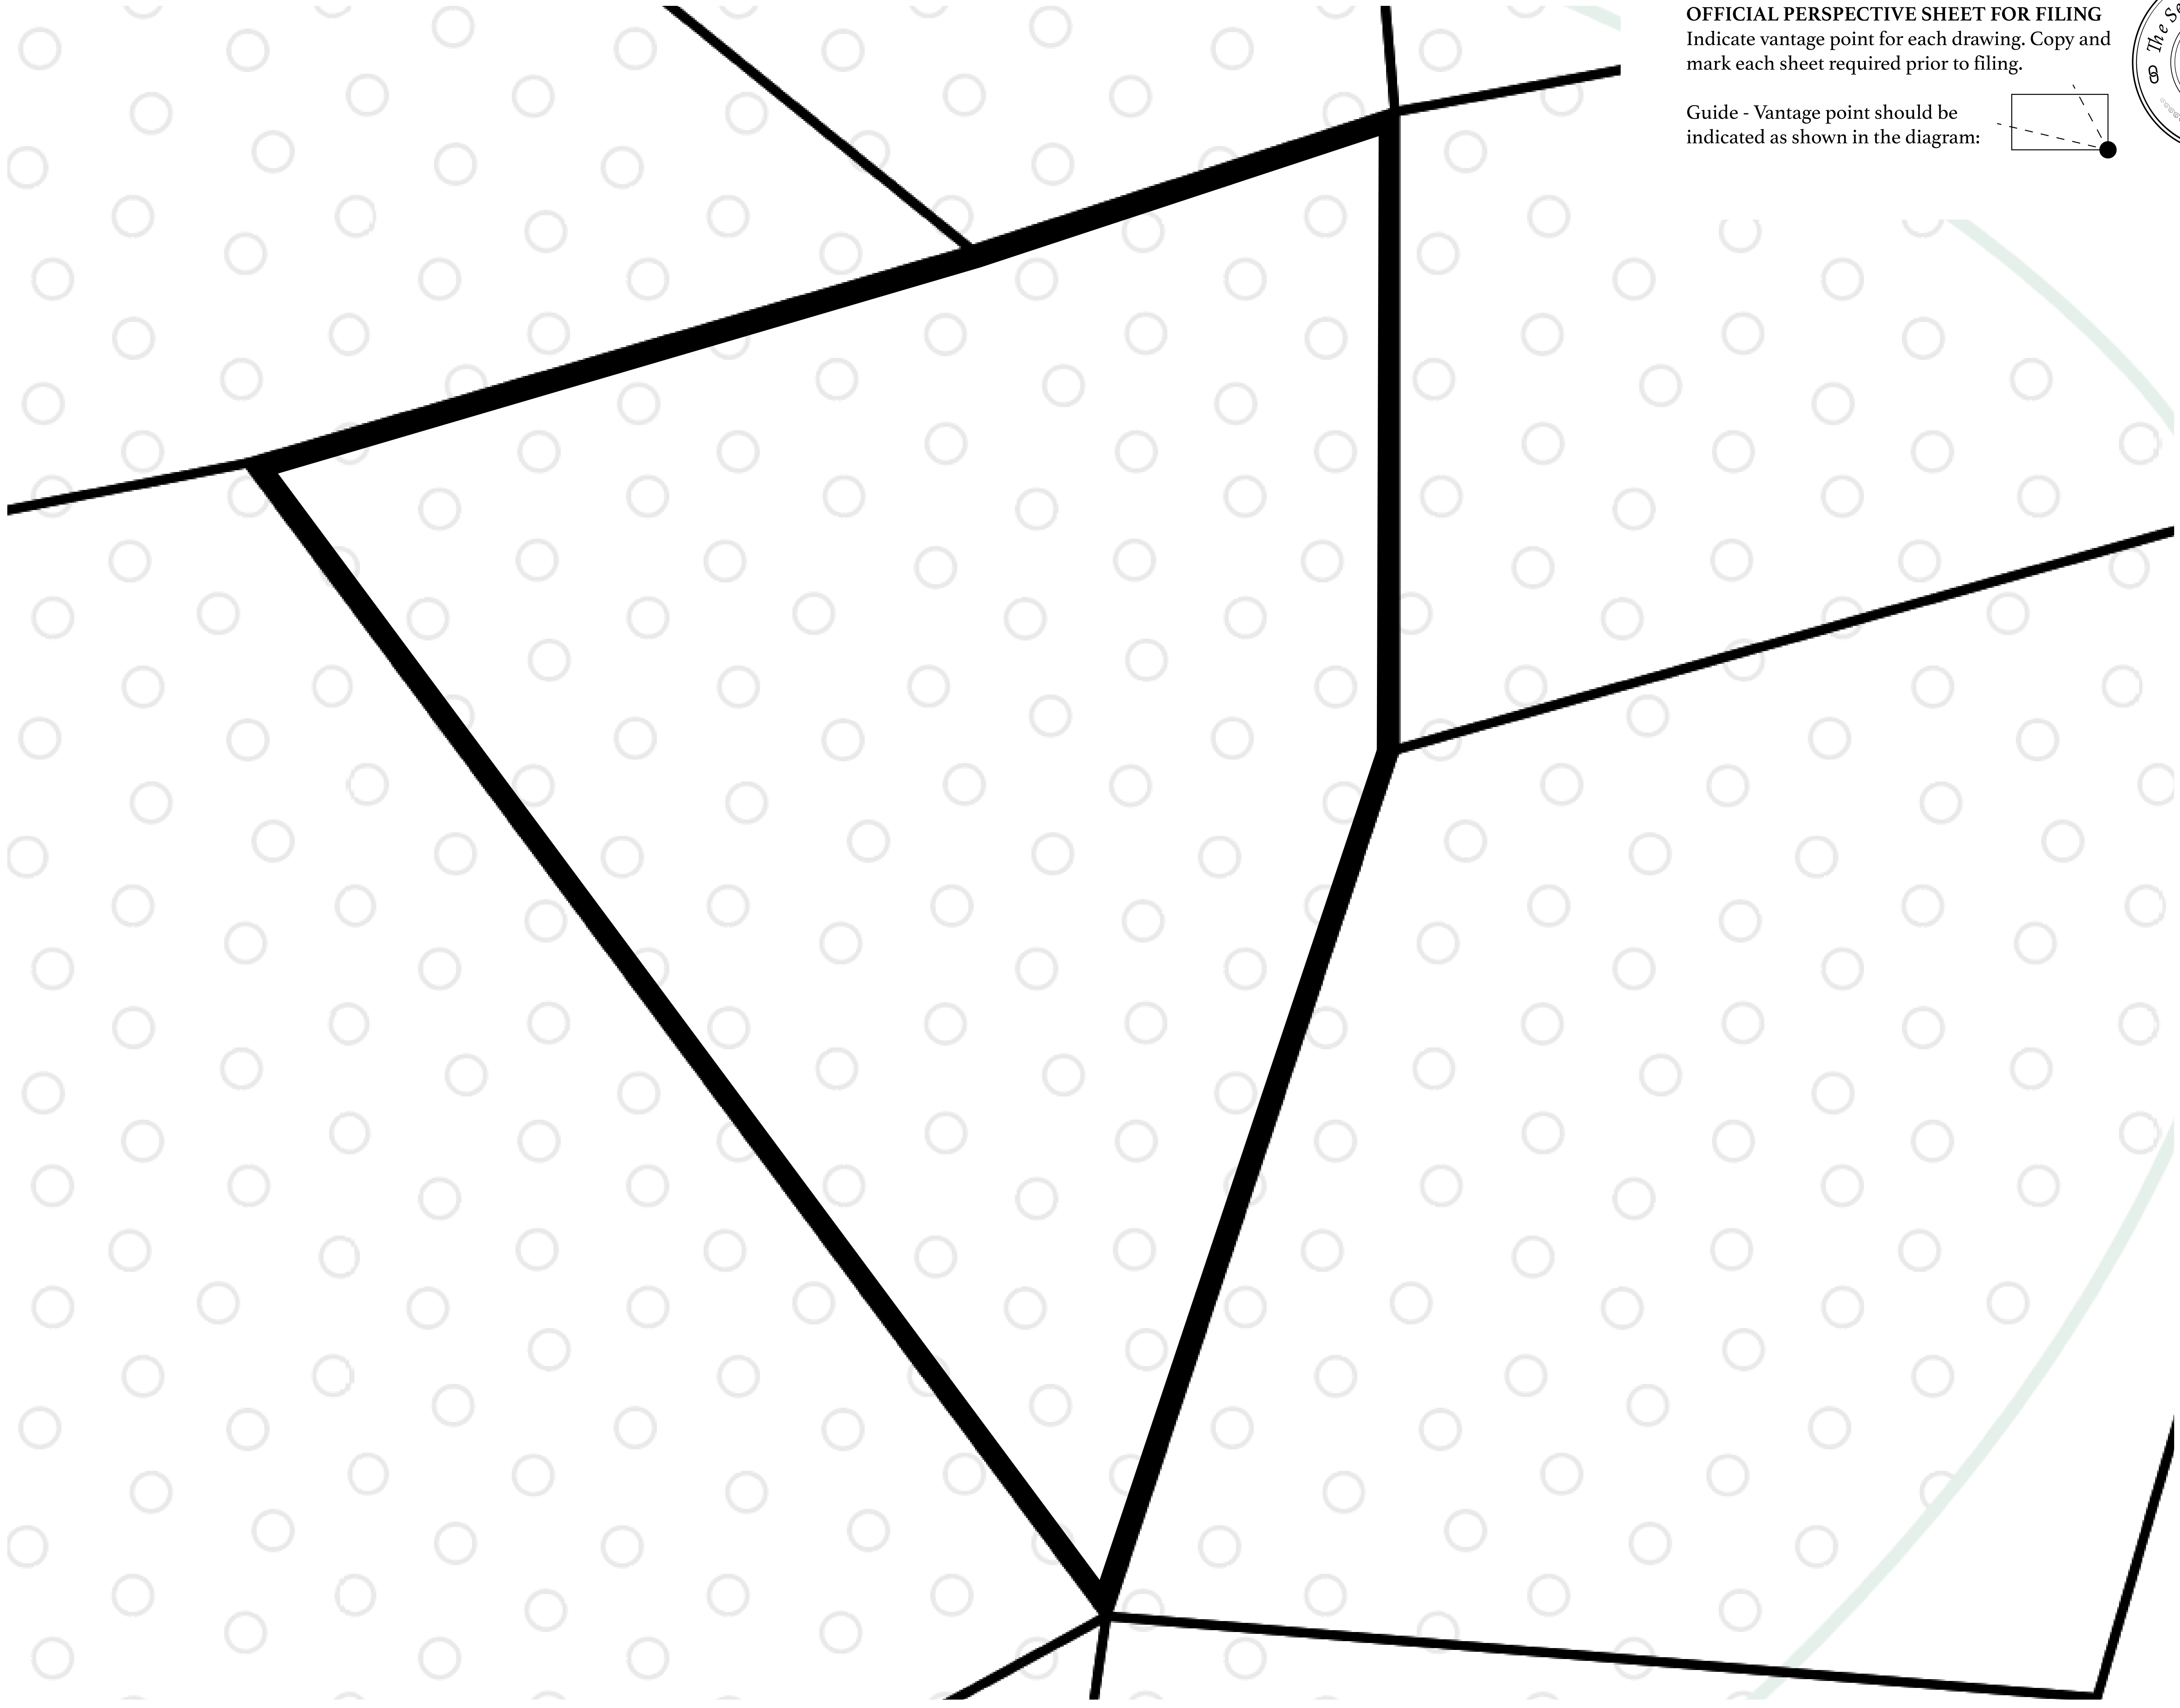 OFFICIAL PERSPECTIVE SHEET FOR FILING
Indicate vantage point for each drawing. Copy and
mark each sheet required prior to filing.
Guide - Vantage point should be
indicated as shown in the diagram:
The